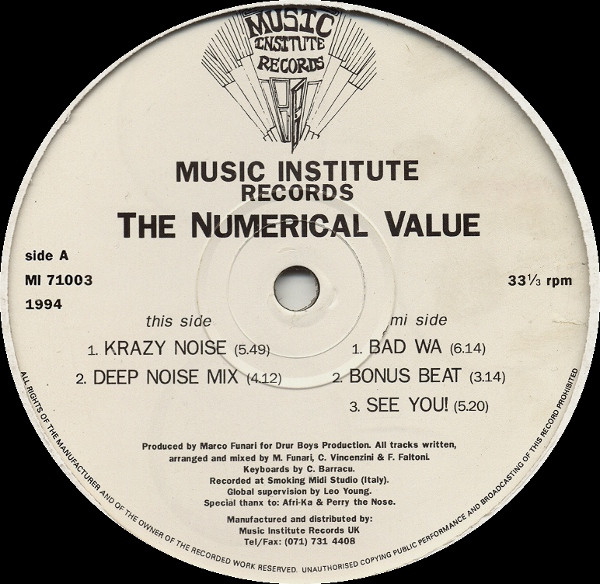 MUSIC
INSTITUTE
RECORDS
MUSIC INSTITUTE
RECORDS
THE NUMERICAL VALUE
side A
MI 71003
33⅓ rpm
1994
this side
1. KRAZY NOISE (5.49)
2. DEEP NOISE MIX (4.12)
mi side
1. BAD WA (6.14)
2. BONUS BEAT (3.14)
3. SEE YOU! (5.20)
Produced by Marco Funari for Drur Boys Production. All tracks written,
arranged and mixed by M. Funari, C. Vincenzini & F. Faltoni.
Keyboards by C. Barracu.
Recorded at Smoking Midi Studio (Italy).
Global supervision by Leo Young.
Special thanx to: Afri-Ka & Perry the Nose.
Manufactured and distributed by:
Music Institute Records UK
Tel/Fax: (071) 731 4408
ALL RIGHTS OF THE MANUFACTURER AND OF THE OWNER OF THE RECORDED WORK RESERVED. UNAUTHORISED COPYING PUBLIC PERFORMANCE AND BROADCASTING OF THIS RECORD PROHIBITED